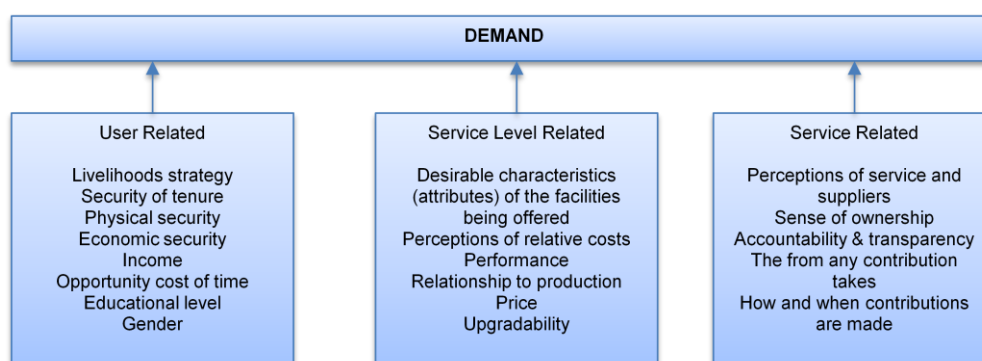 DEMAND
User Related
Livelihoods strategy
Security of tenure
Physical security
Economic security
Income
Opportunity cost of time
Educational level
Gender
Service Level Related
Desirable characteristics
(attributes) of the facilities
being offered
Perceptions of relative costs
Performance
Relationship to production
Price
Upgradability
Service Related
Perceptions of service and
suppliers
Sense of ownership
Accountability & transparency
The from any contribution
takes
How and when contributions
are made